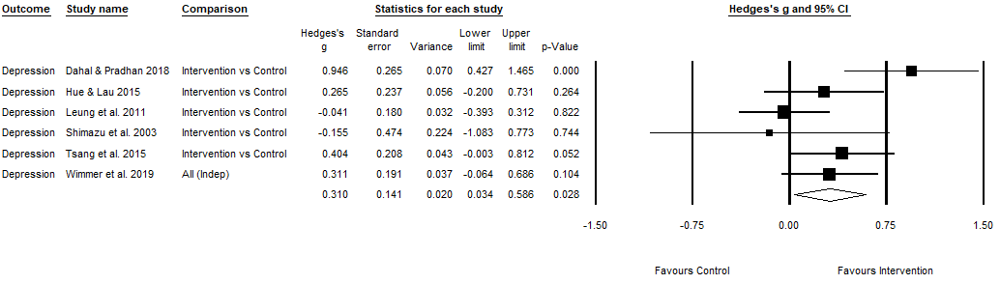 Outcome Study name Comparison Statistics for each study Hedges's g and 95% CI
Hedges's Standard Lower Upper
g error Variance limit limit p-Value
Depression Dahal & Pradhan 2018 Intervention vs Control 0.946 0.265 0.070 0.427 1.465 0.000
Depression Hue & Lau 2015 Intervention vs Control 0.265 0.237 0.056 -0.200 0.731 0.264
Depression Leung et al. 2011 Intervention vs Control -0.041 0.180 0.032 -0.393 0.312 0.822
Depression Shimazu et al. 2003 Intervention vs Control -0.155 0.474 0.224 -1.083 0.773 0.744
Depression Tsang et al. 2015 Intervention vs Control 0.404 0.208 0.043 -0.003 0.812 0.052
Depression Wimmer et al. 2019 All (Indep) 0.311 0.191 0.037 -0.064 0.686 0.104
0.310 0.141 0.020 0.034 0.586 0.028
-1.50 -0.75 0.00 0.75 1.50
Favours Control Favours Intervention